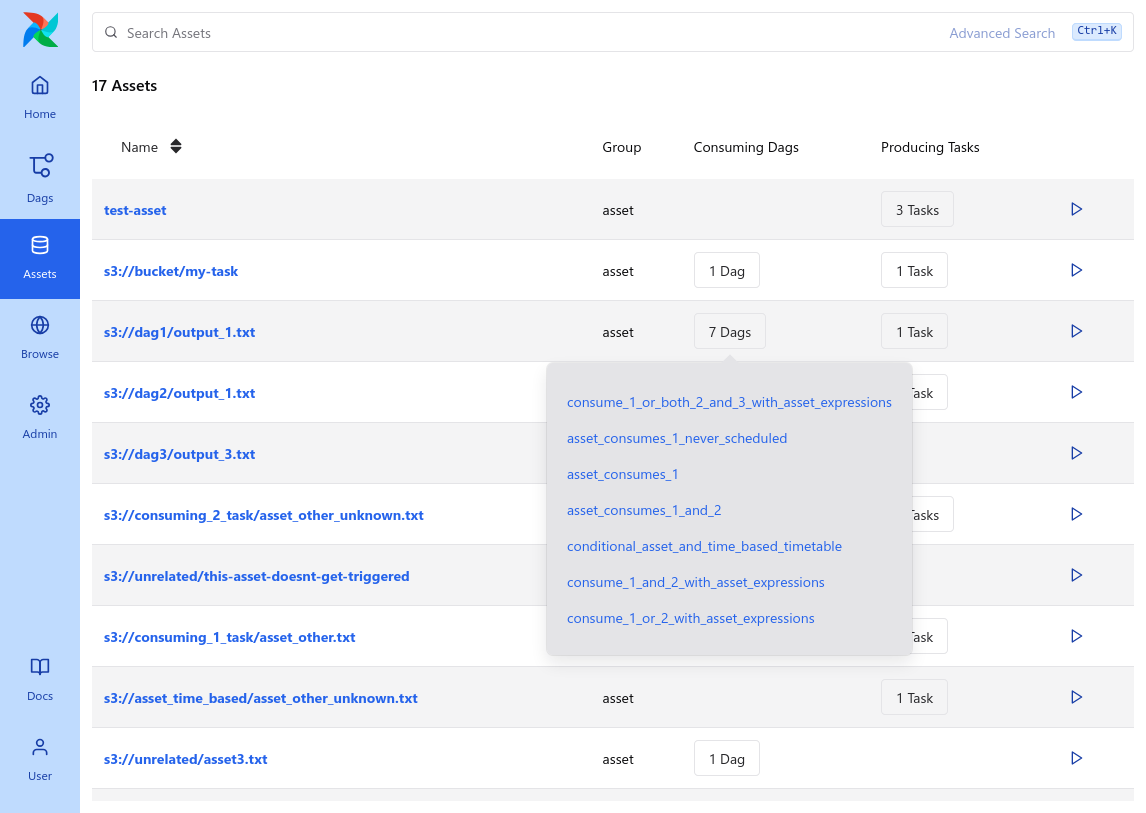 Search Assets Advanced Search Ctrl+K
17 Assets
Home
Dags
Assets
Browse
Admin
Docs
User
Name Group Consuming Dags Producing Tasks
test-asset asset 3 Tasks
s3://bucket/my-task asset 1 Dag 1 Task
s3://dag1/output_1.txt asset 7 Dags 1 Task
s3://dag2/output_1.txt Task
s3://dag3/output_3.txt
s3://consuming_2_task/asset_other_unknown.txt Tasks
s3://unrelated/this-asset-doesnt-get-triggered
s3://consuming_1_task/asset_other.txt Task
s3://asset_time_based/asset_other_unknown.txt asset 1 Task
s3://unrelated/asset3.txt asset 1 Dag
consume_1_or_both_2_and_3_with_asset_expressions
asset_consumes_1_never_scheduled
asset_consumes_1
asset_consumes_1_and_2
conditional_asset_and_time_based_timetable
consume_1_and_2_with_asset_expressions
consume_1_or_2_with_asset_expressions